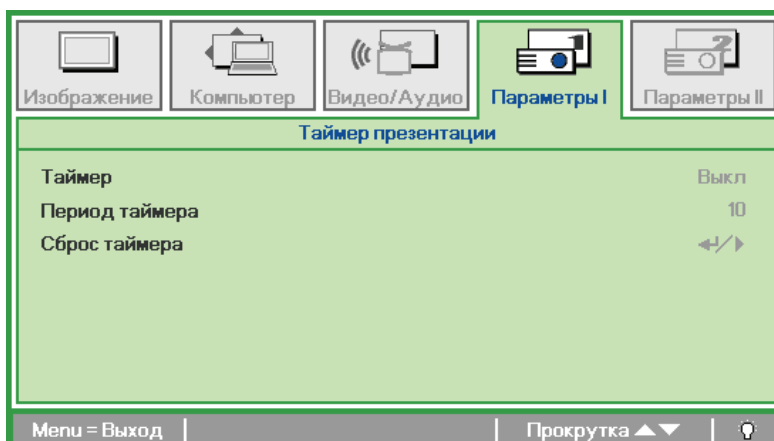 Изображение
Компьютер
Видео/Аудио
Параметры I
Параметры II
Таймер презентации
Таймер Выкл
Период таймера 10
Сброс таймера
Menu = Выход Прокрутка